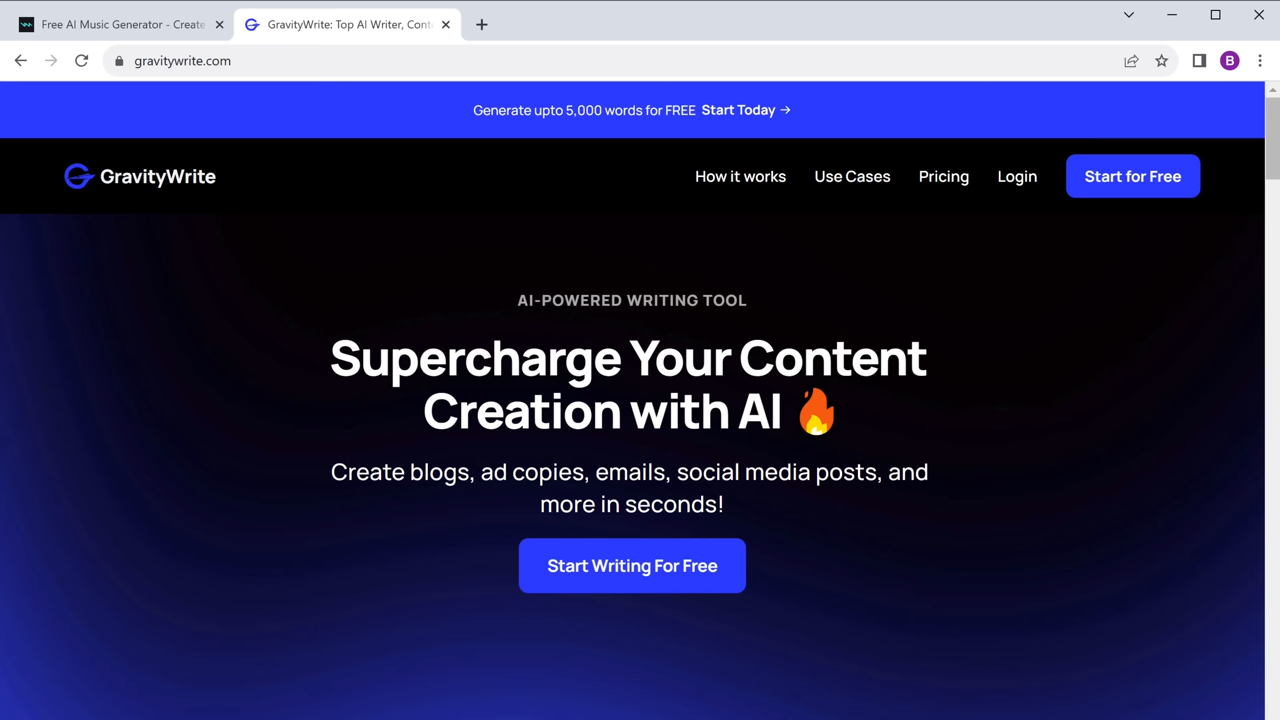 Free AI Music Generator - Create
GravityWrite: Top AI Writer, Cont
gravitywrite.com
B
Generate upto 5,000 words for FREE Start Today →
GravityWrite
How it works
Use Cases
Pricing
Login
Start for Free
AI-POWERED WRITING TOOL
Supercharge Your Content
Creation with AI 🔥
Create blogs, ad copies, emails, social media posts, and
more in seconds!
Start Writing For Free